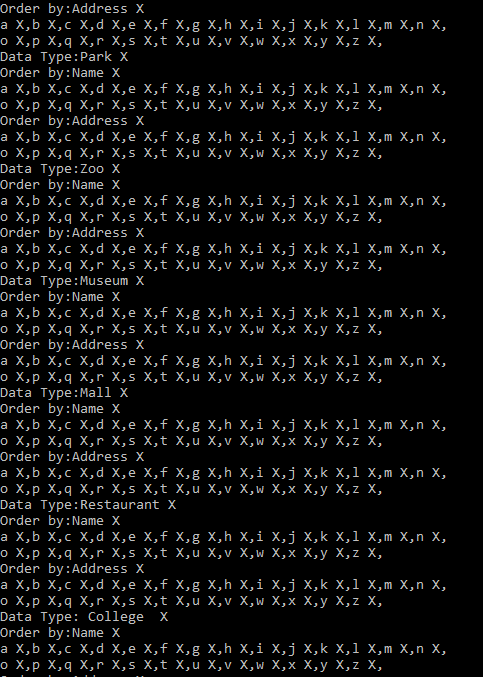 Order by:Address X
a X,b X,c X,d X,e X,f X,g X,h X,i X,j X,k X,l X,m X,n X,
o X,p X,q X,r X,s X,t X,u X,v X,w X,x X,y X,z X,
Data Type:Park X
Order by:Name X
a X,b X,c X,d X,e X,f X,g X,h X,i X,j X,k X,l X,m X,n X,
o X,p X,q X,r X,s X,t X,u X,v X,w X,x X,y X,z X,
Order by:Address X
a X,b X,c X,d X,e X,f X,g X,h X,i X,j X,k X,l X,m X,n X,
o X,p X,q X,r X,s X,t X,u X,v X,w X,x X,y X,z X,
Data Type:Zoo X
Order by:Name X
a X,b X,c X,d X,e X,f X,g X,h X,i X,j X,k X,l X,m X,n X,
o X,p X,q X,r X,s X,t X,u X,v X,w X,x X,y X,z X,
Order by:Address X
a X,b X,c X,d X,e X,f X,g X,h X,i X,j X,k X,l X,m X,n X,
o X,p X,q X,r X,s X,t X,u X,v X,w X,x X,y X,z X,
Data Type:Museum X
Order by:Name X
a X,b X,c X,d X,e X,f X,g X,h X,i X,j X,k X,l X,m X,n X,
o X,p X,q X,r X,s X,t X,u X,v X,w X,x X,y X,z X,
Order by:Address X
a X,b X,c X,d X,e X,f X,g X,h X,i X,j X,k X,l X,m X,n X,
o X,p X,q X,r X,s X,t X,u X,v X,w X,x X,y X,z X,
Data Type:Mall X
Order by:Name X
a X,b X,c X,d X,e X,f X,g X,h X,i X,j X,k X,l X,m X,n X,
o X,p X,q X,r X,s X,t X,u X,v X,w X,x X,y X,z X,
Order by:Address X
a X,b X,c X,d X,e X,f X,g X,h X,i X,j X,k X,l X,m X,n X,
o X,p X,q X,r X,s X,t X,u X,v X,w X,x X,y X,z X,
Data Type:Restaurant X
Order by:Name X
a X,b X,c X,d X,e X,f X,g X,h X,i X,j X,k X,l X,m X,n X,
o X,p X,q X,r X,s X,t X,u X,v X,w X,x X,y X,z X,
Order by:Address X
a X,b X,c X,d X,e X,f X,g X,h X,i X,j X,k X,l X,m X,n X,
o X,p X,q X,r X,s X,t X,u X,v X,w X,x X,y X,z X,
Data Type: College  X
Order by:Name X
a X,b X,c X,d X,e X,f X,g X,h X,i X,j X,k X,l X,m X,n X,
o X,p X,q X,r X,s X,t X,u X,v X,w X,x X,y X,z X,